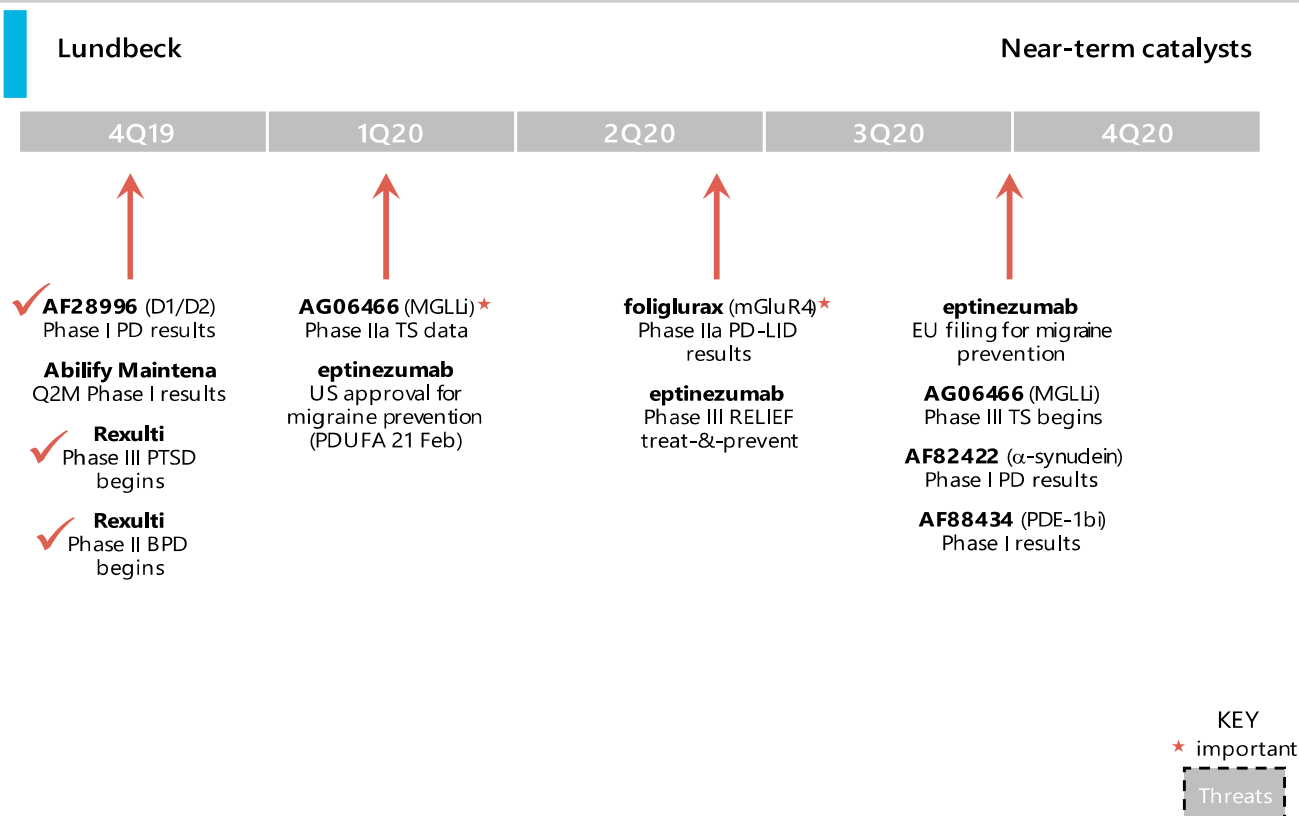 Lundbeck
Near-term catalysts
4Q19
1Q20
2Q20
3Q20
4Q20
AF28996 (D1/D2)
Phase I PD results
Abilify Maintena
Q2M Phase I results
Rexulti
Phase III PTSD
begins
Rexulti
Phase II BPD
begins
AG06466 (MGLLi)★
Phase IIa TS data
eptinezumab
US approval for
migraine prevention
(PDUFA 21 Feb)
foliglurax (mGluR4)★
Phase IIa PD-LID
results
eptinezumab
Phase III RELIEF
treat-&-prevent
eptinezumab
EU filing for migraine
prevention
AG06466 (MGLLi)
Phase III TS begins
AF82422 (α-synuclein)
Phase I PD results
AF88434 (PDE-1bi)
Phase I results
KEY
★ important
Threats